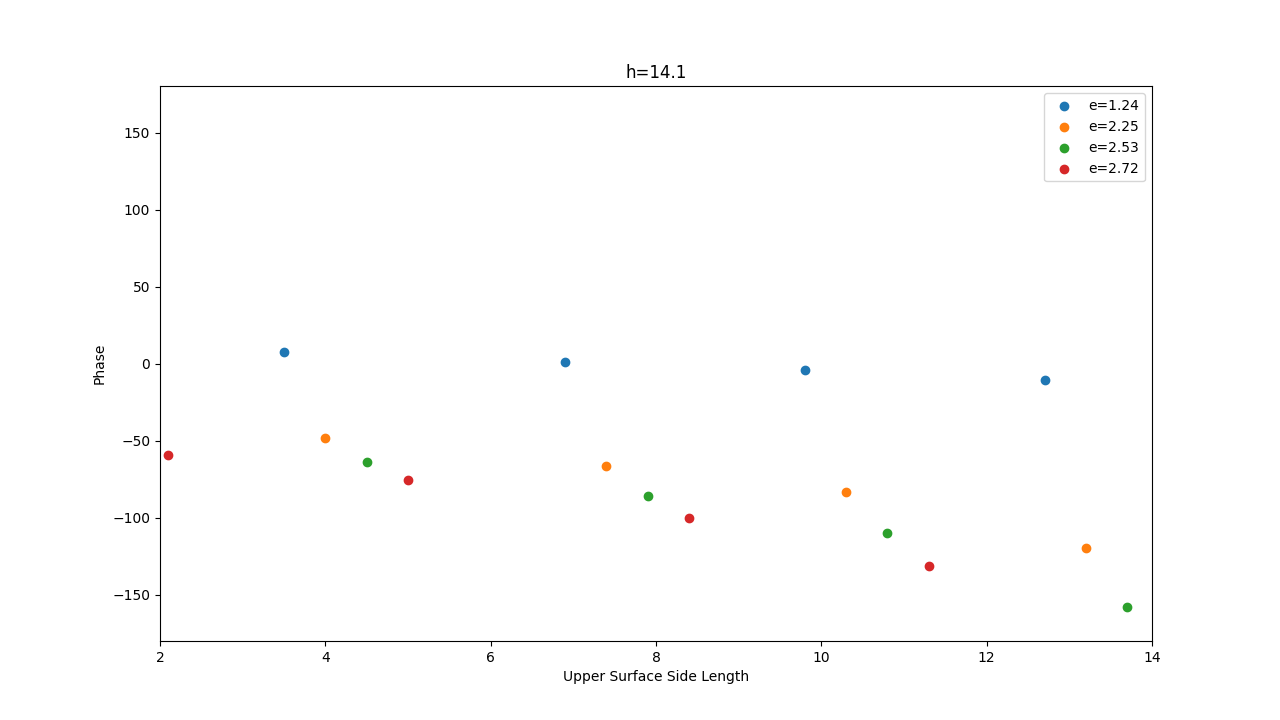 h=14.1
e=1.24
e=2.25
e=2.53
e=2.72
150
100
50
0
−50
−100
−150
Phase
2 4 6 8 10 12 14
Upper Surface Side Length